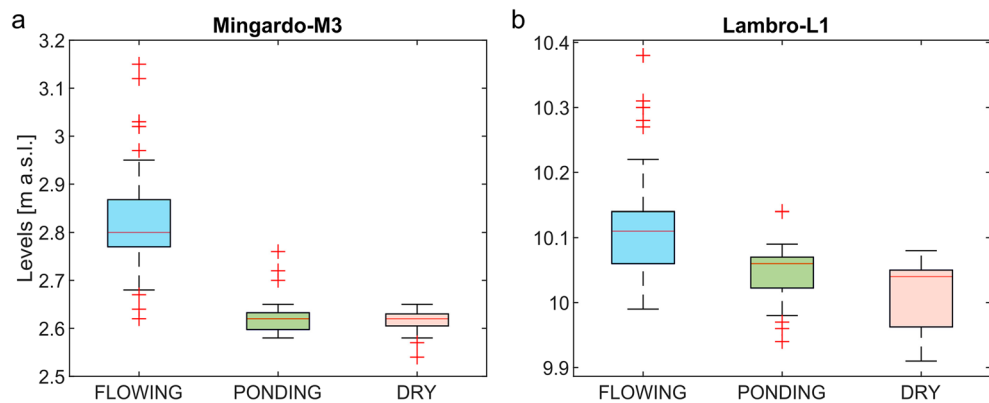 a
Mingardo-M3
Levels [m a.s.l.]
3.2
3.1
3
2.9
2.8
2.7
2.6
2.5
FLOWING PONDING DRY
b
Lambro-L1
10.4
10.3
10.2
10.1
10
9.9
FLOWING PONDING DRY